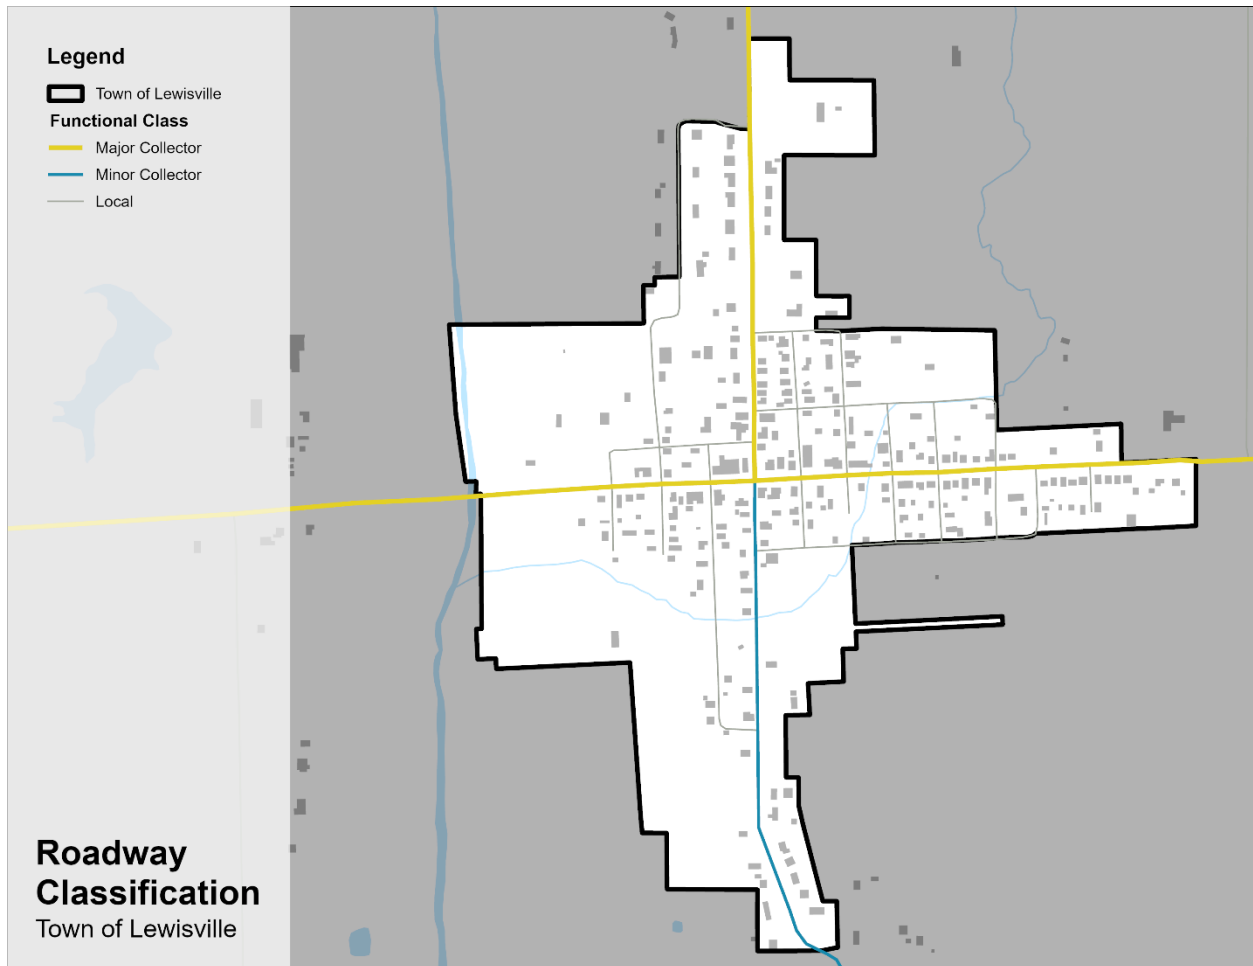 Legend
Town of Lewisville
Functional Class
Major Collector
Minor Collector
Local
Roadway
Classification
Town of Lewisville